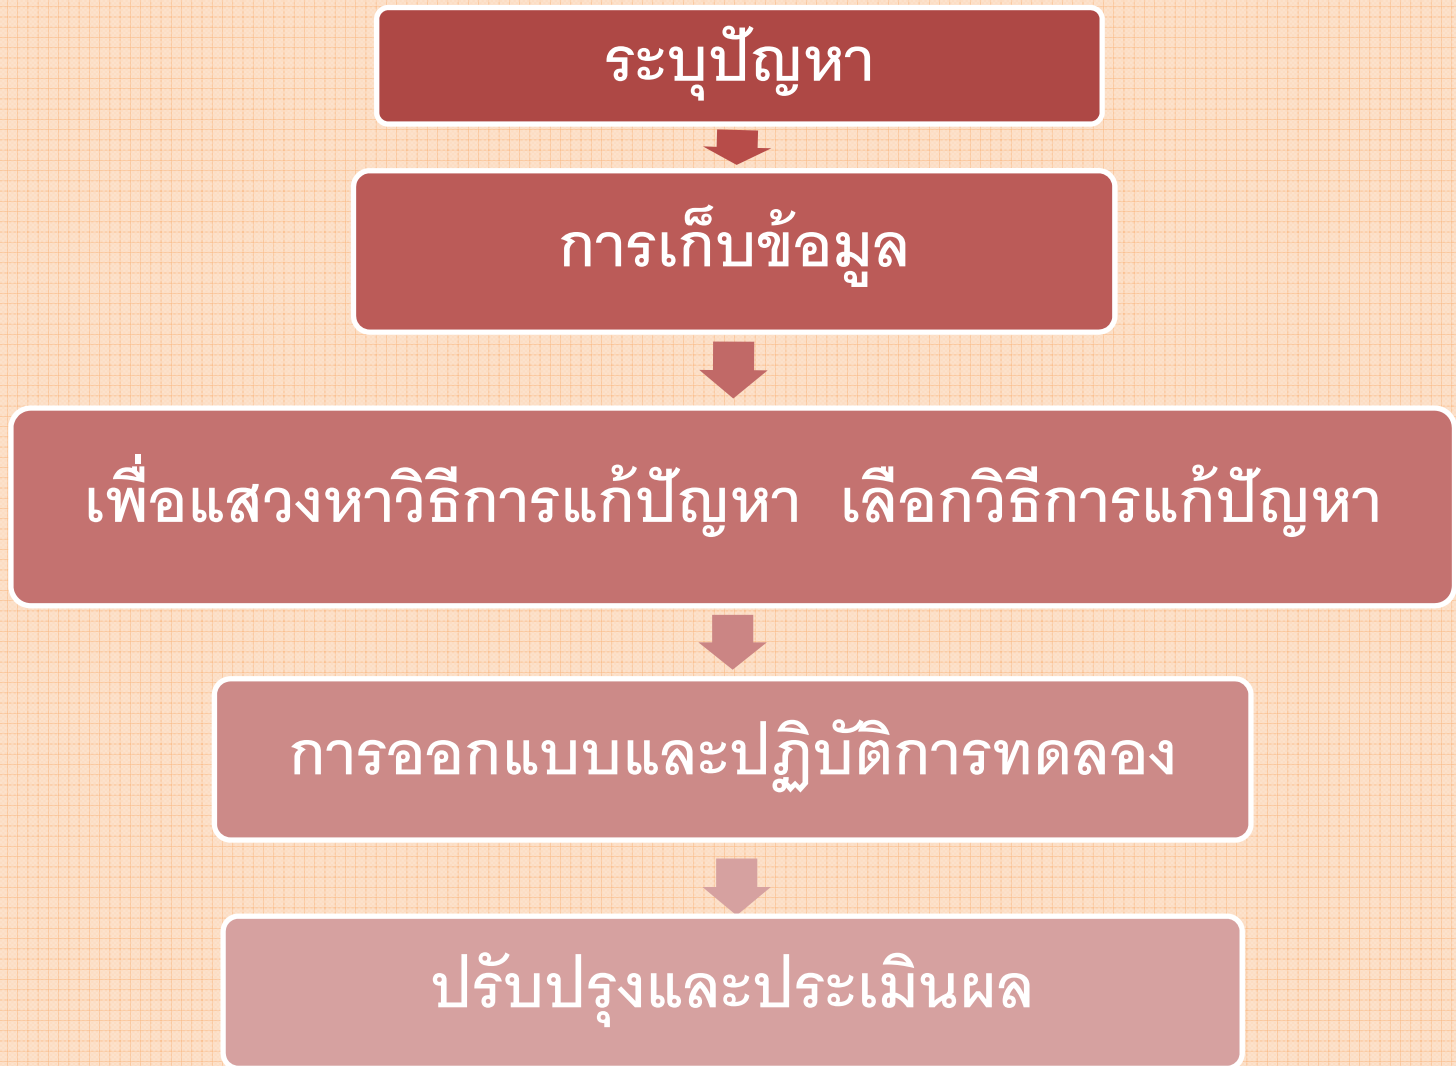 ระบุปัญหา
การเก็บข้อมูล
เพื่อแสวงหาวิธีการแก้ปัญหา เลือกวิธีการแก้ปัญหา
การออกแบบและปฏิบัติการทดลอง
ปรับปรุงและประเมินผล